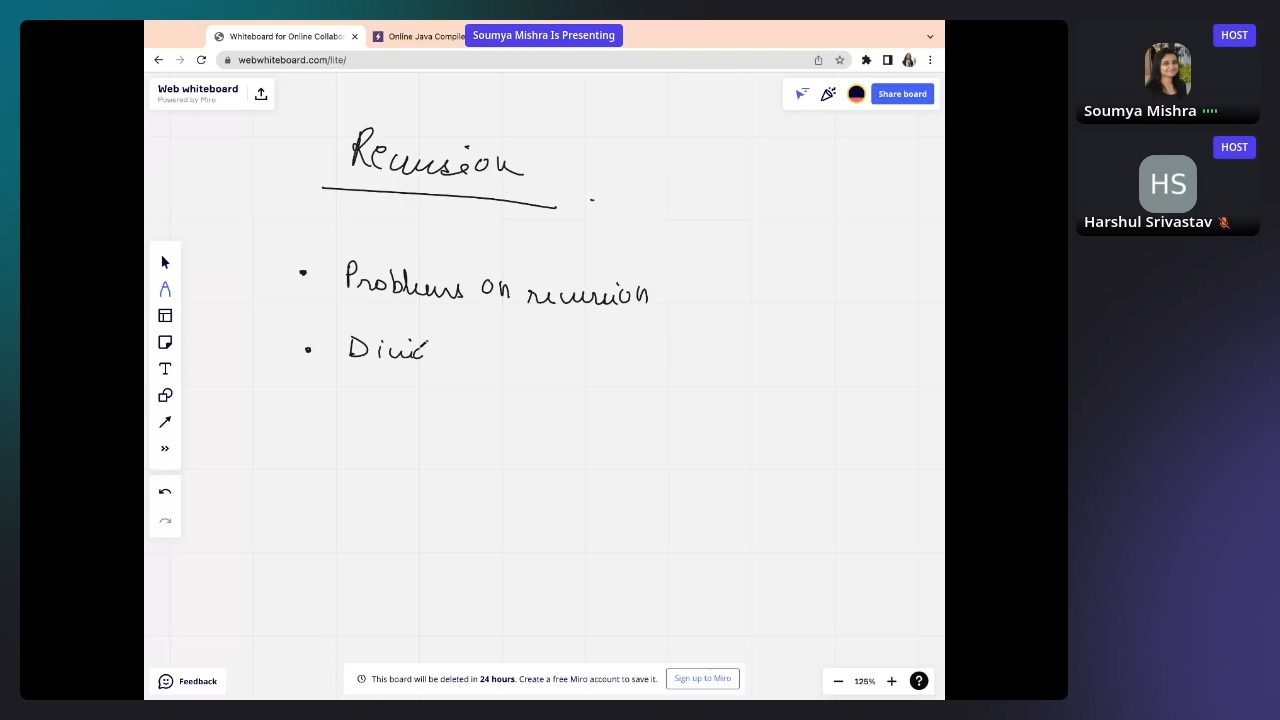 Whiteboard for Online Collabo
Online Java Compile
Soumya Mishra Is Presenting
webwhiteboard.com/lite/
Web whiteboard
Powered by Miro
Share board
Recursion
Problems on recursion
Divid
Feedback
This board will be deleted in 24 hours. Create a free Miro account to save it.
Sign up to Miro
125%
HOST
Soumya Mishra
HOST
HS
Harshul Srivastav